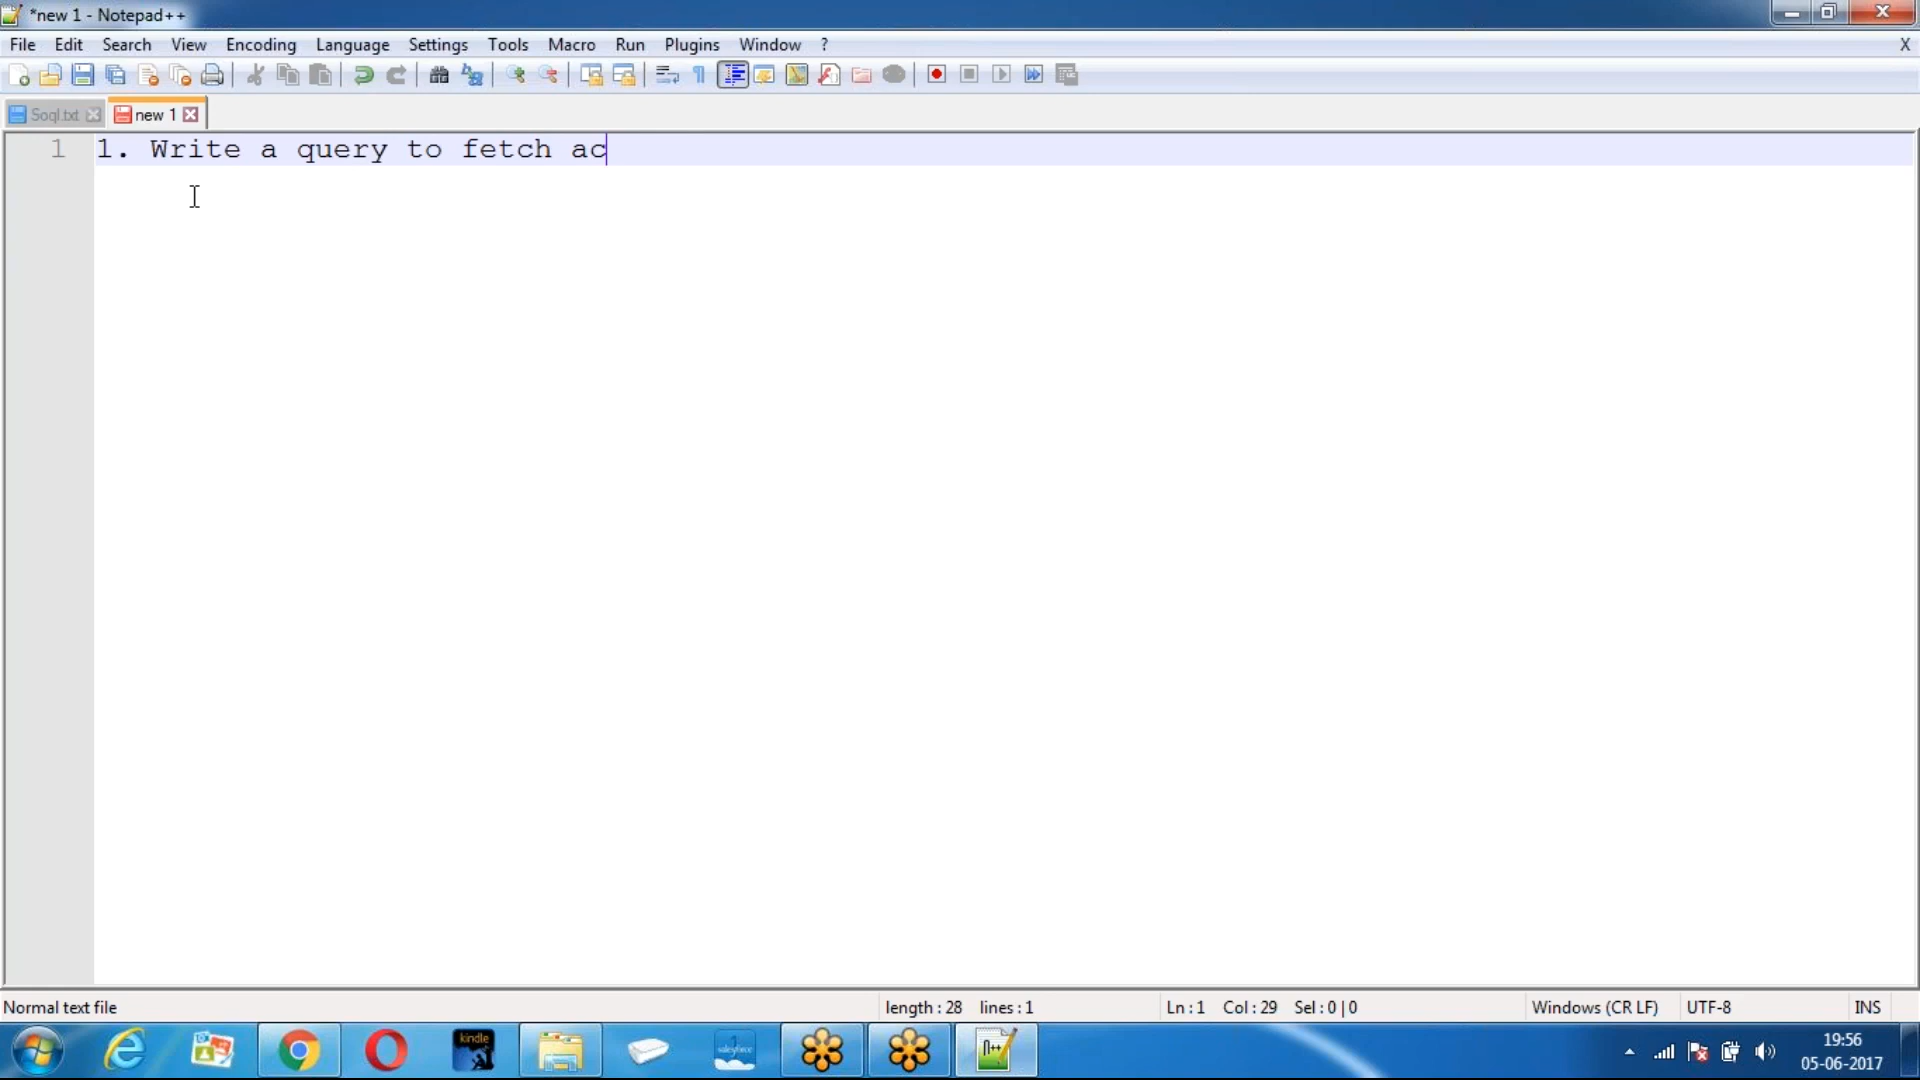 *new 1 - Notepad++
File Edit Search View Encoding Language Settings Tools Macro Run Plugins Window ? X
Soql.txt new 1
1 1. Write a query to fetch ac
Normal text file length : 28 lines : 1 Ln : 1 Col : 29 Sel : 0 | 0 Windows (CR LF) UTF-8 INS
kindle
salesforce
n++
19:56
05-06-2017